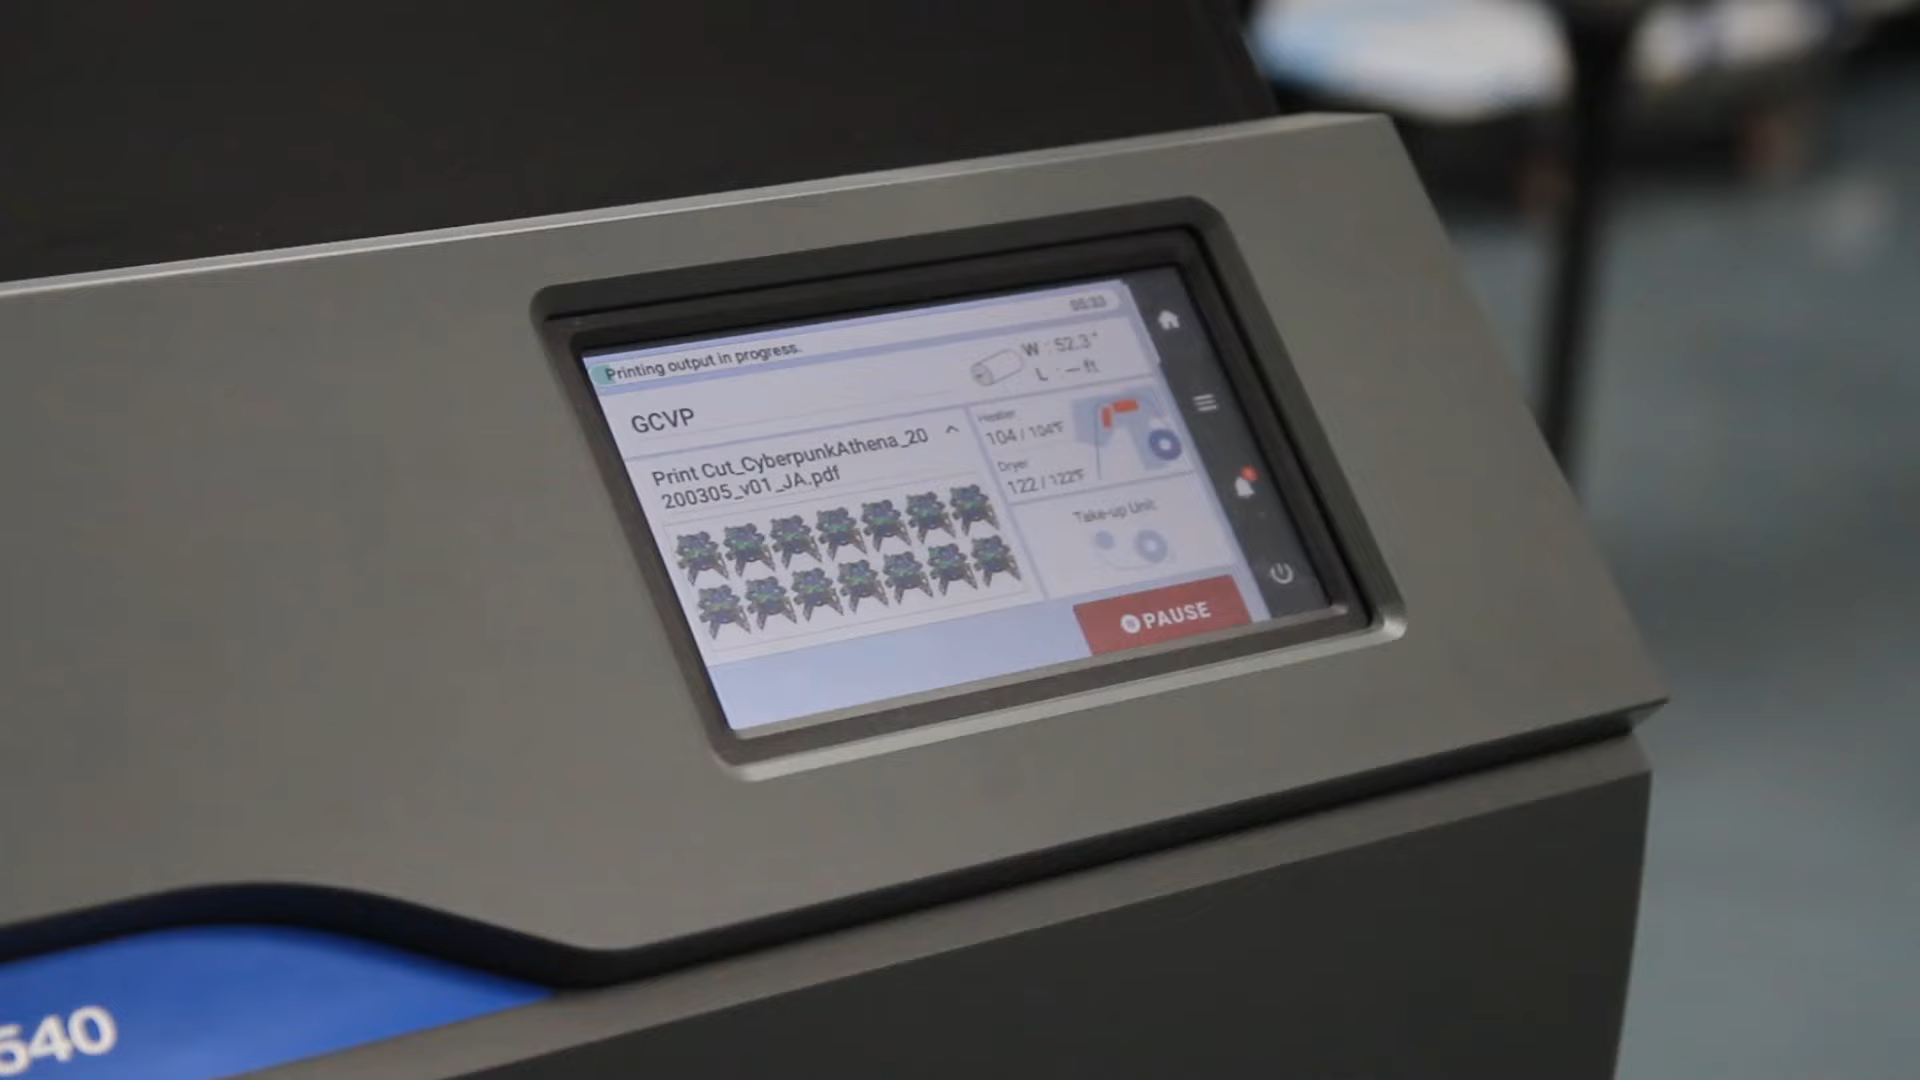 05:33
Printing output in progress.
W : 52.3"
L : --- ft
GCVP
Print Cut_CyberpunkAthena_20
200305_v01_JA.pdf
Heater
104 / 104°F
Dryer
122 / 122°F
Take-up Unit
PAUSE
540